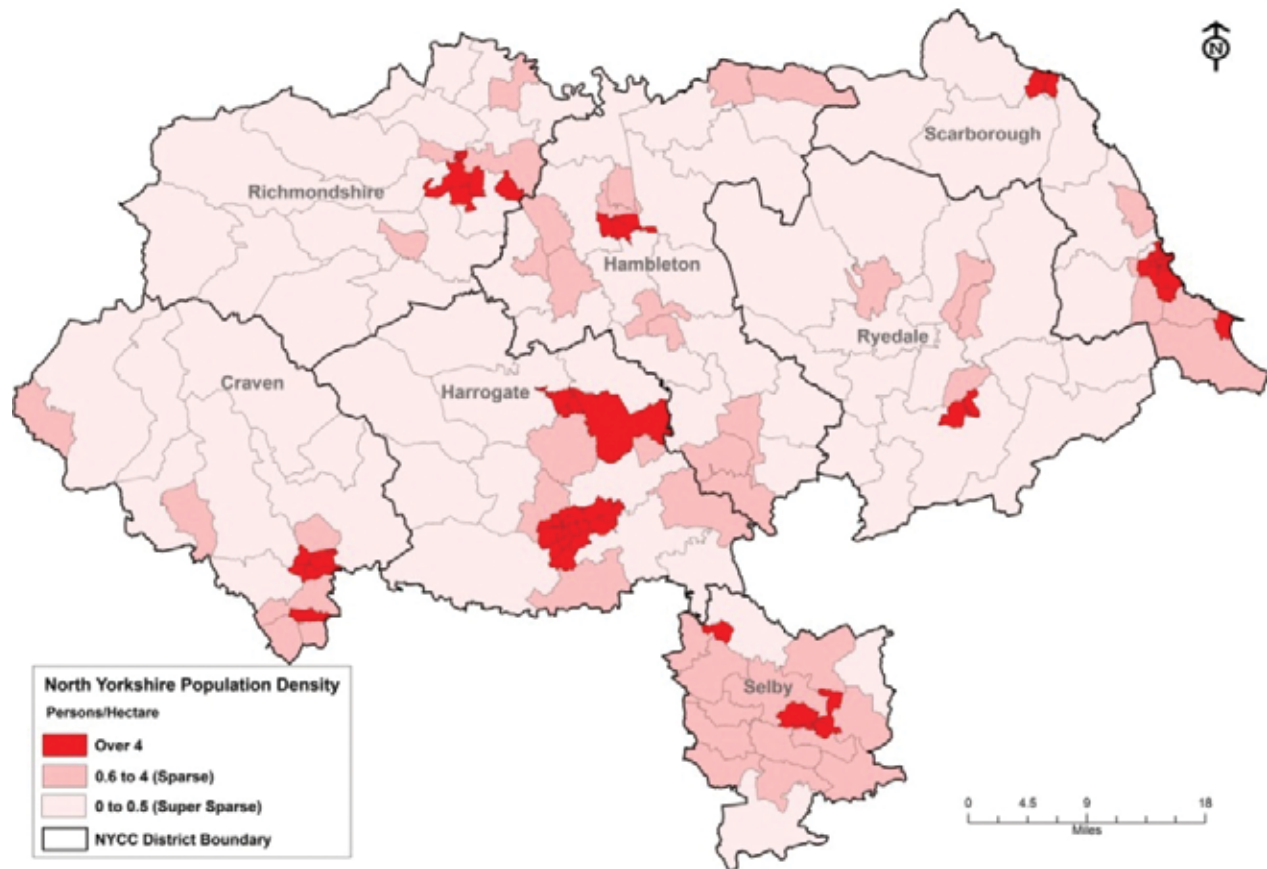 N
Scarborough
Richmondshire
Hambleton
Ryedale
Craven
Harrogate
Selby
North Yorkshire Population Density
Persons/Hectare
Over 4
0.6 to 4 (Sparse)
0 to 0.5 (Super Sparse)
NYCC District Boundary
0 4.5 9 18
Miles